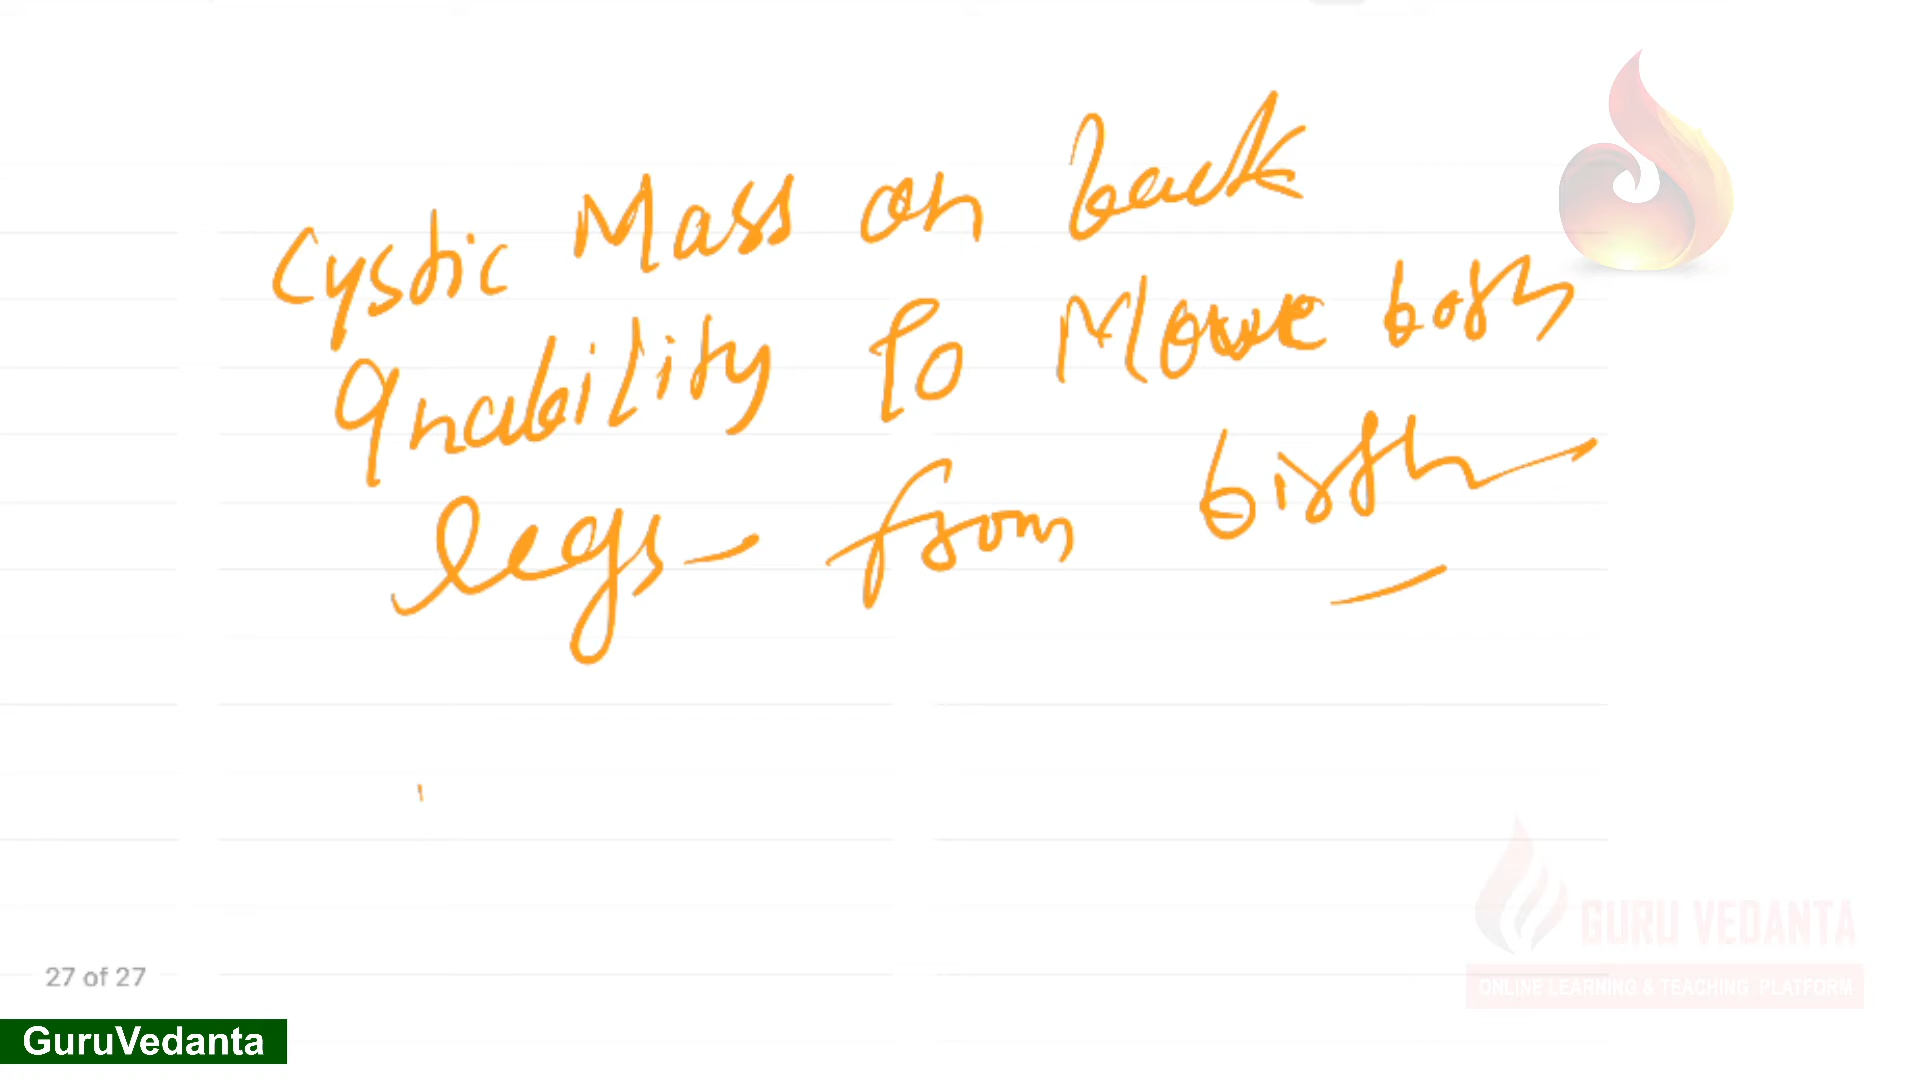 Cystic Mass on back
Inability to Move both
legs - from birth
GURU VEDANTA
ONLINE LEARNING & TEACHING PLATFORM
27 of 27
GuruVedanta